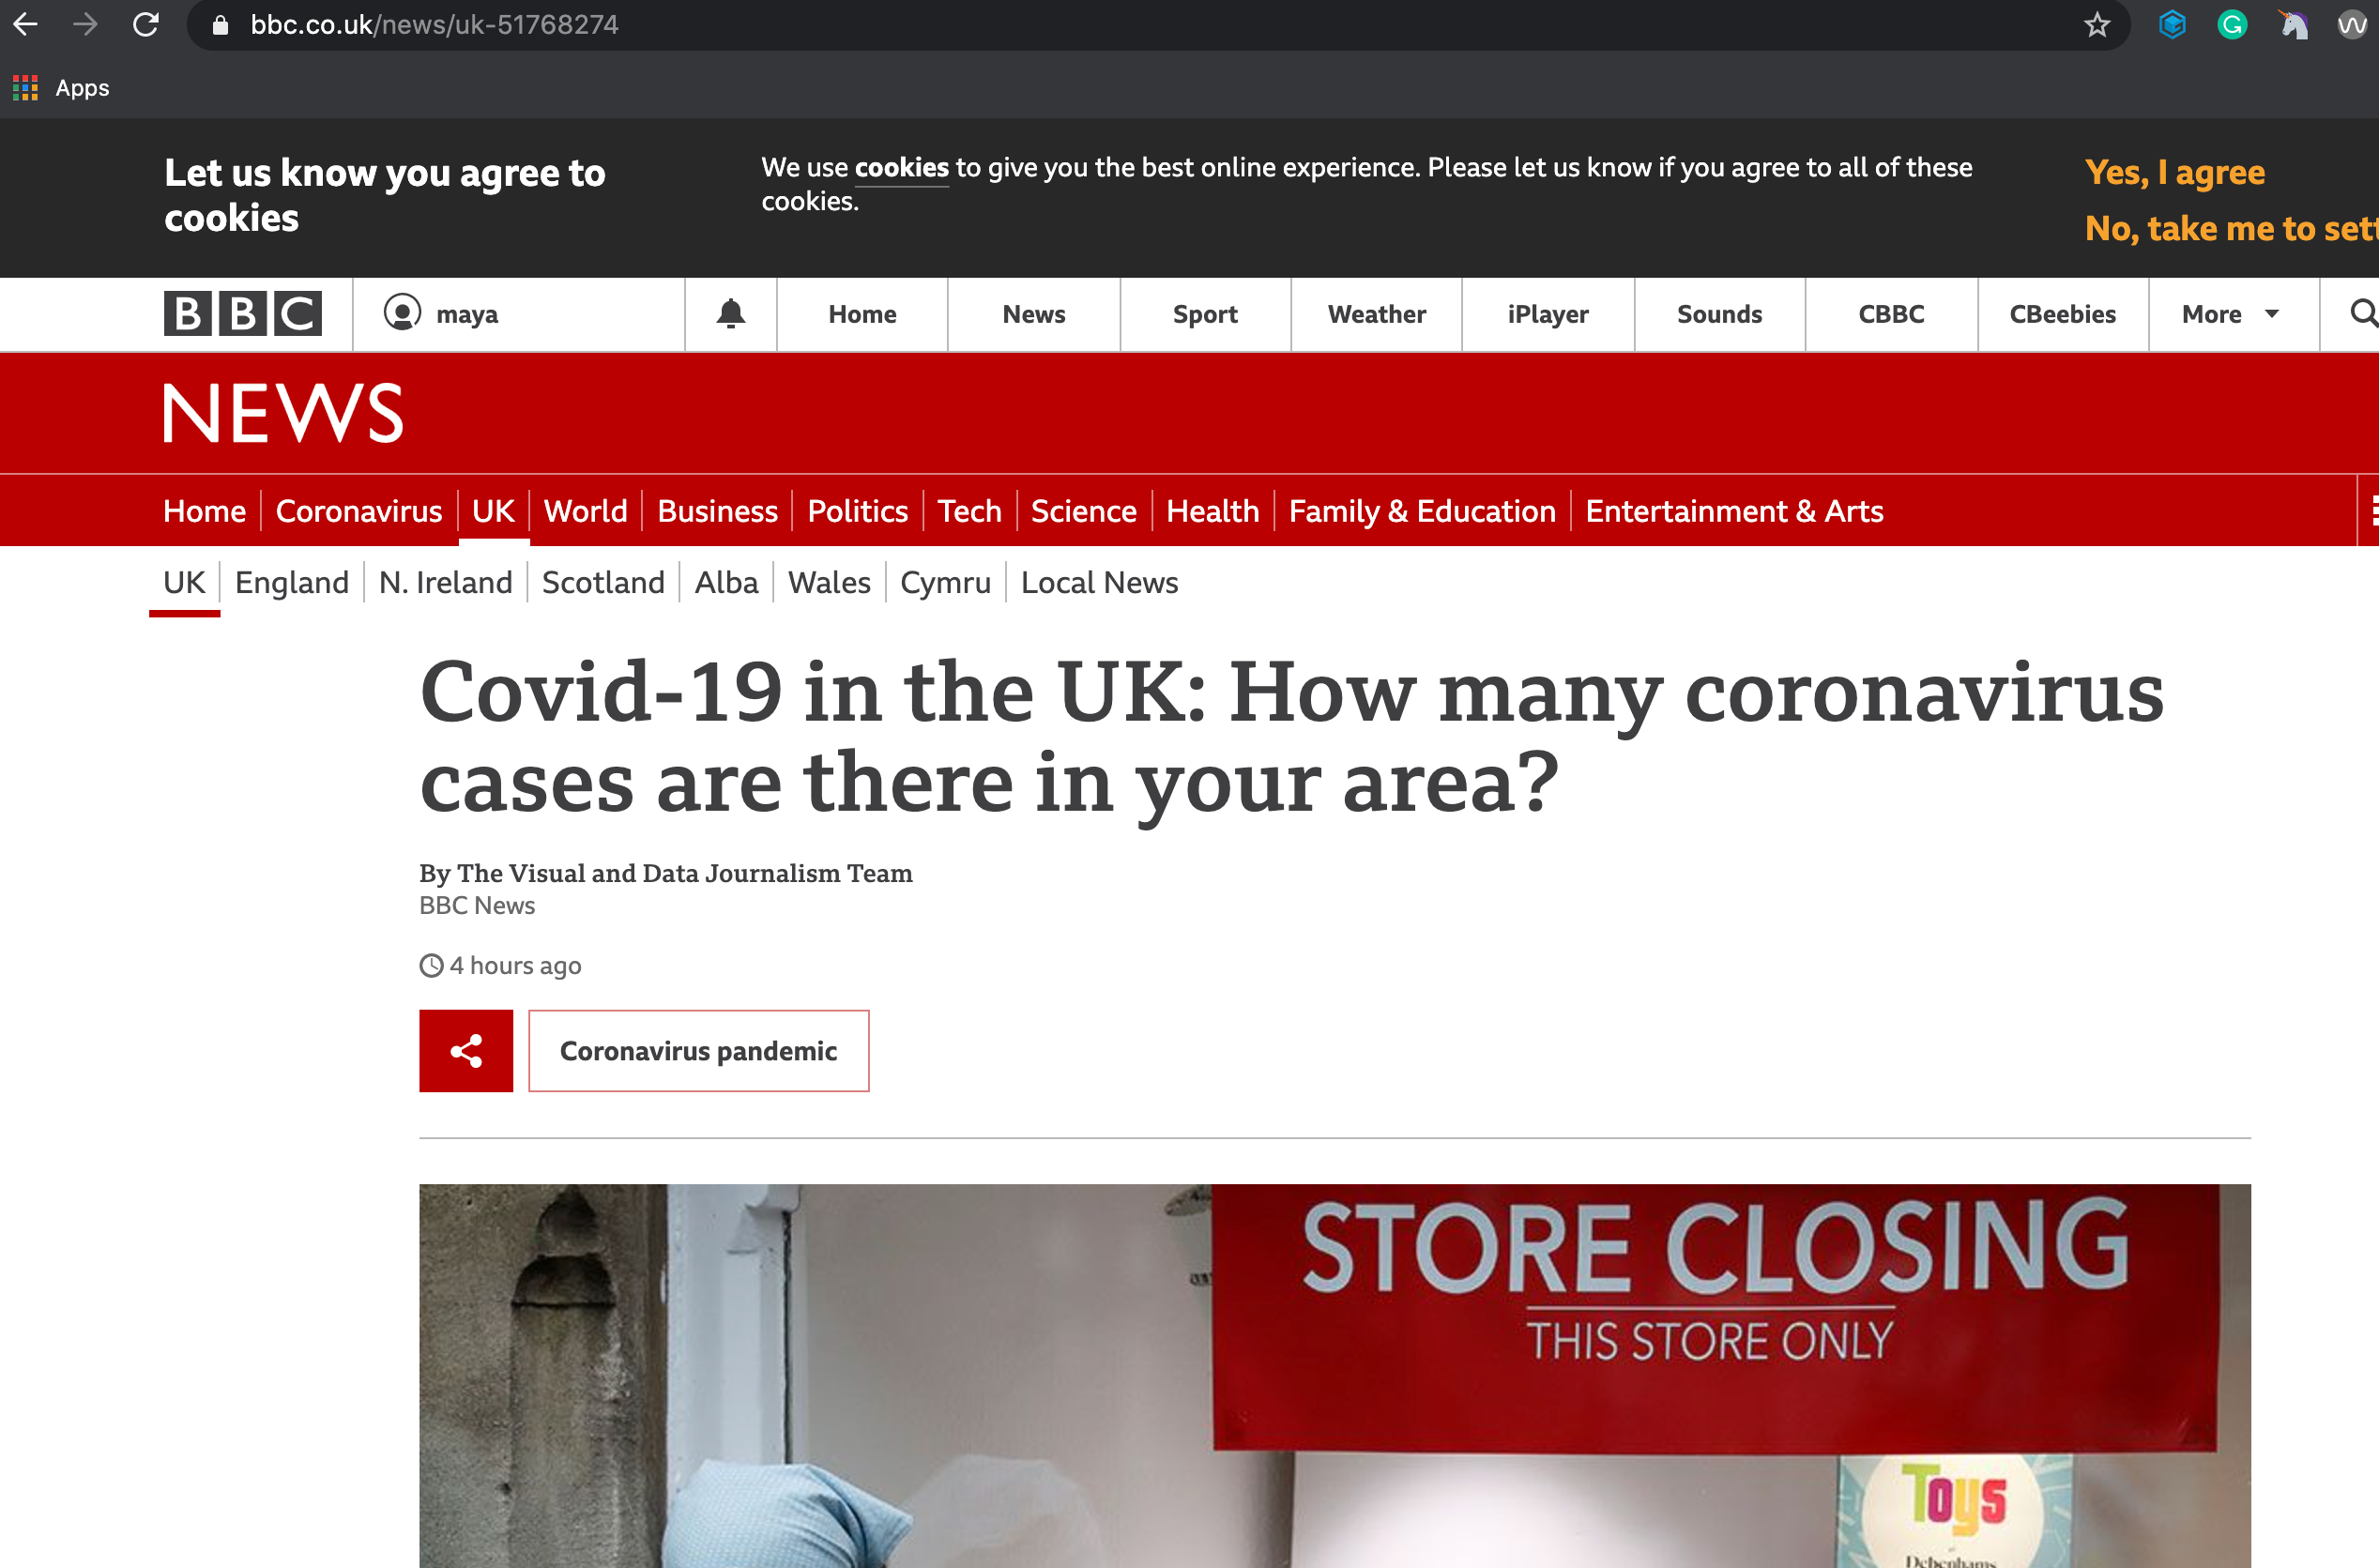 bbc.co.uk/news/uk-51768274
Apps
Let us know you agree to
cookies
We use cookies to give you the best online experience. Please let us know if you agree to all of these
cookies.
Yes, I agree
No, take me to sett
BBC
maya
Home
News
Sport
Weather
iPlayer
Sounds
CBBC
CBeebies
More
NEWS
Home
Coronavirus
UK
World
Business
Politics
Tech
Science
Health
Family & Education
Entertainment & Arts
UK
England
N. Ireland
Scotland
Alba
Wales
Cymru
Local News
Covid-19 in the UK: How many coronavirus
cases are there in your area?
By The Visual and Data Journalism Team
BBC News
4 hours ago
Coronavirus pandemic
STORE CLOSING
THIS STORE ONLY
Toys
Debenhams